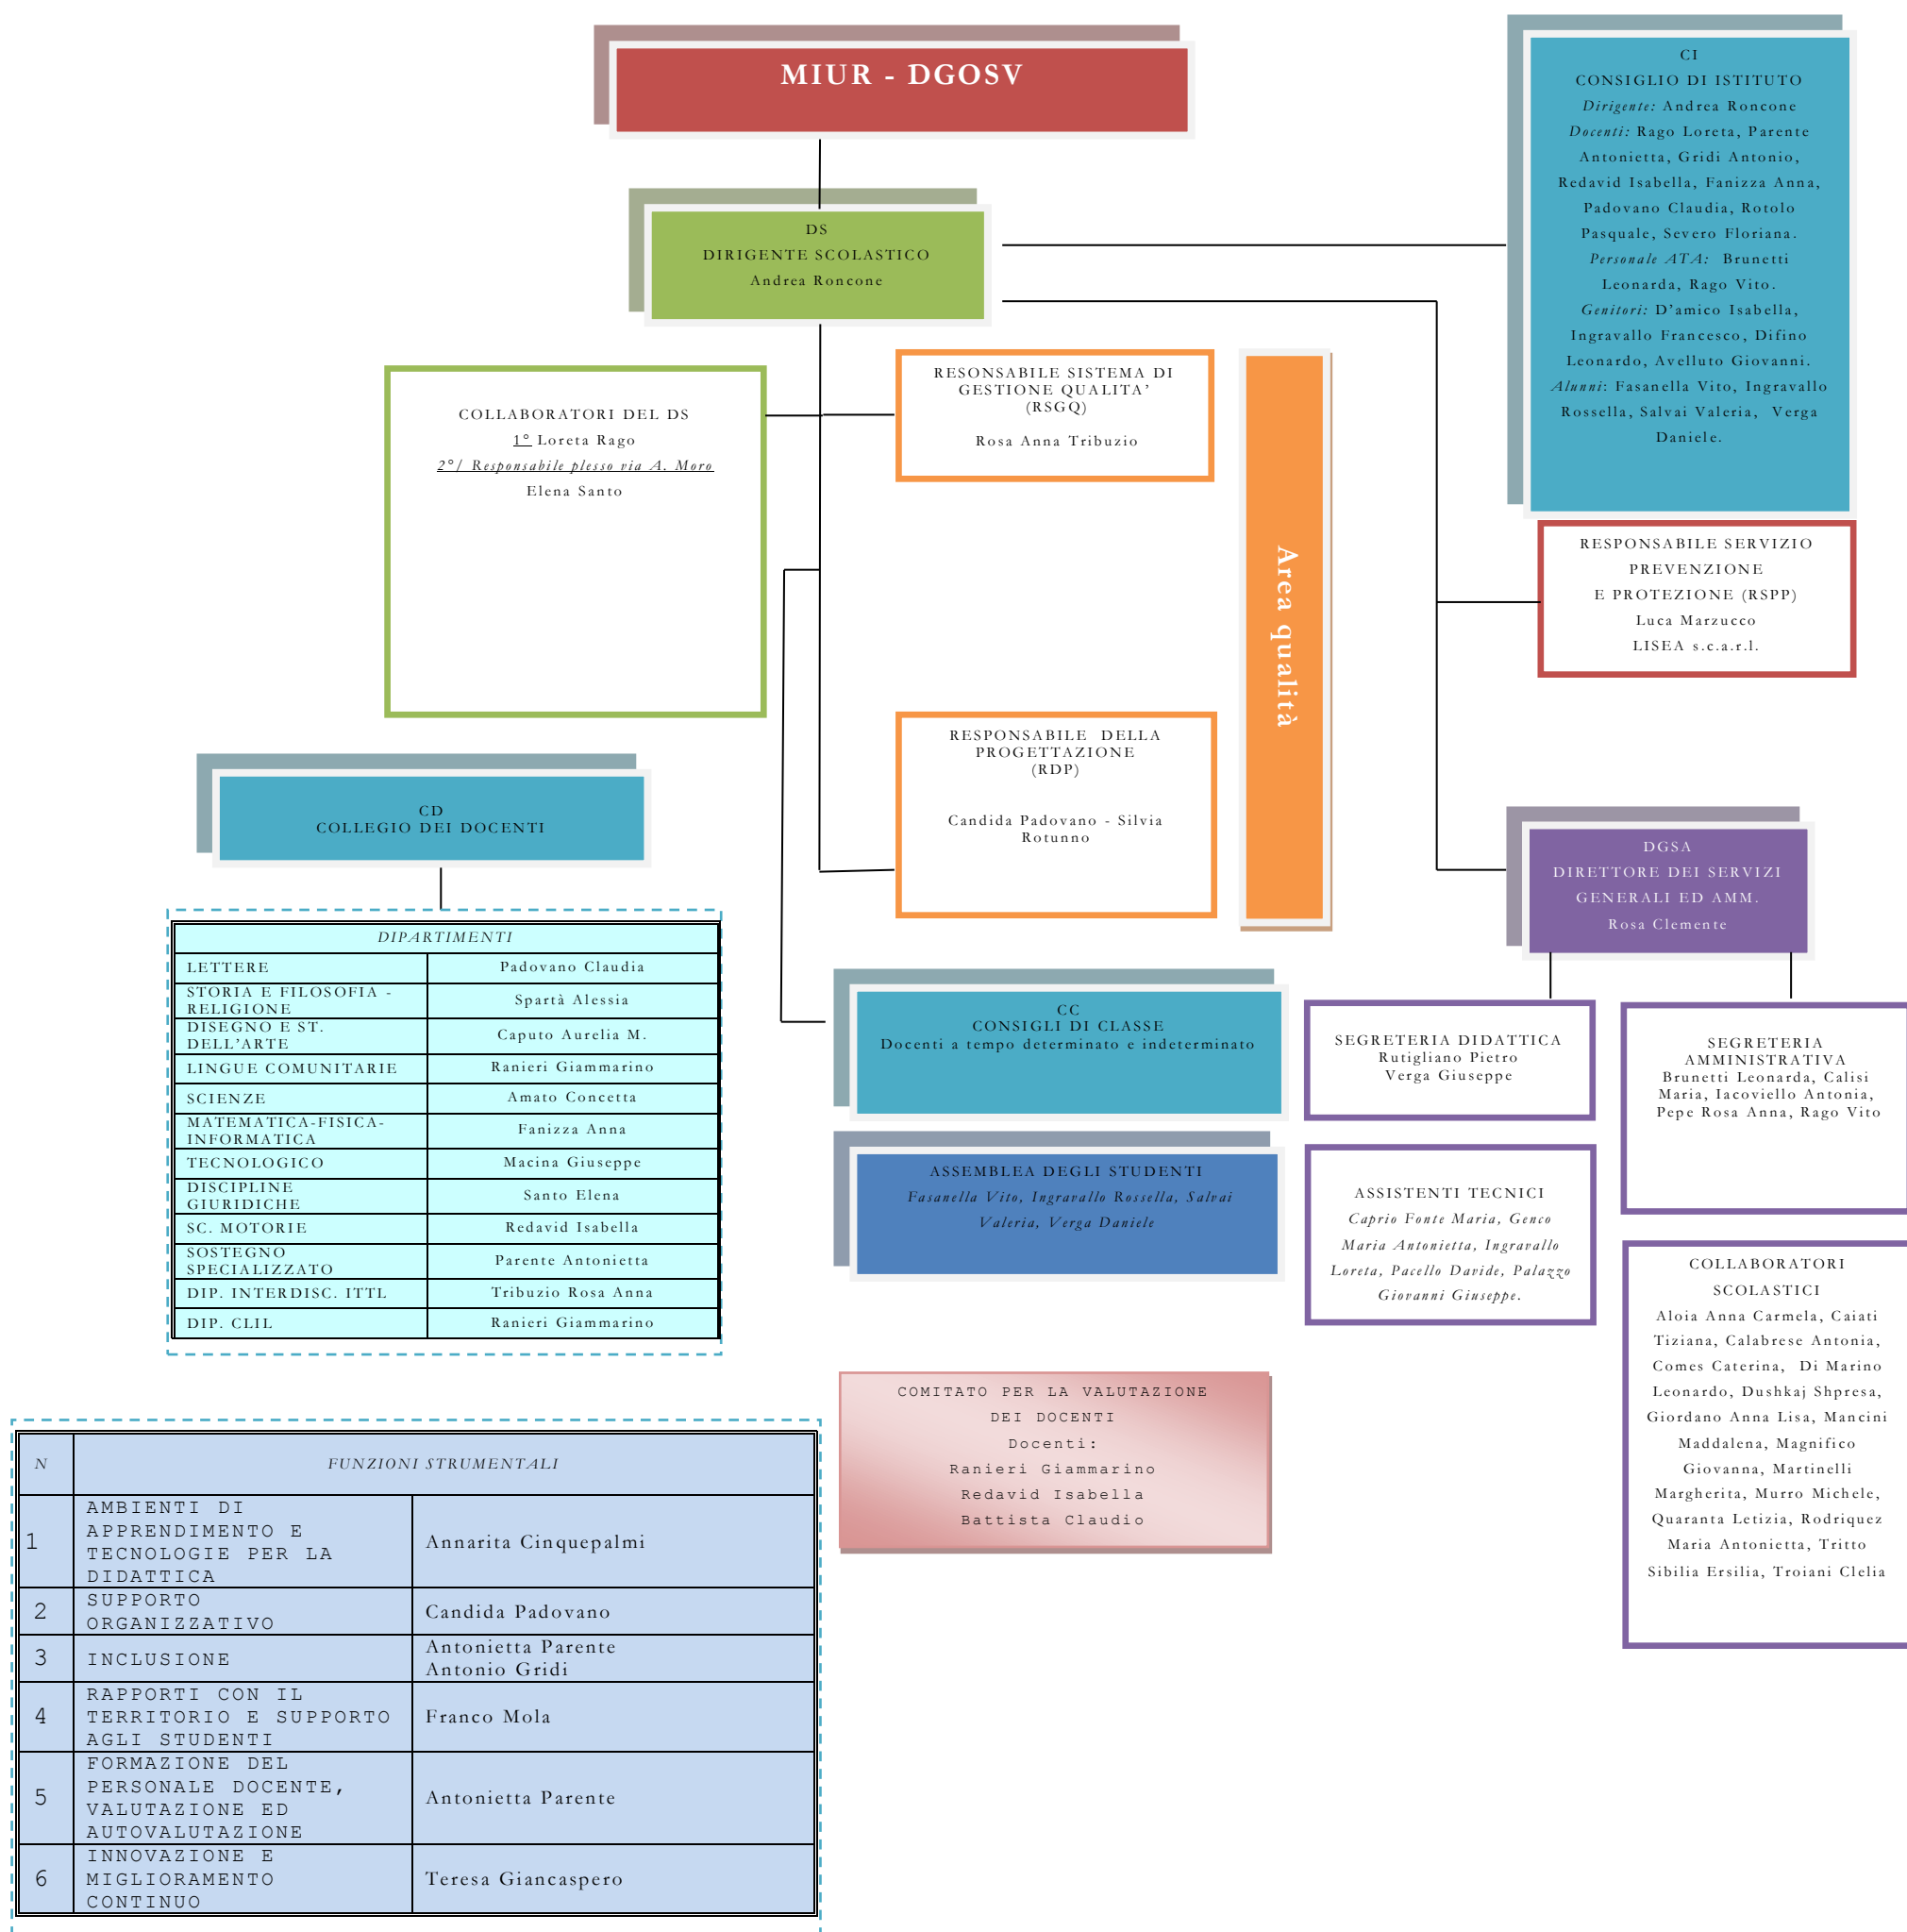 MIUR - DGOSV
CI
CONSIGLIO DI ISTITUTO
Dirigente: Andrea Roncone
Docenti: Rago Loreta, Parente
Antonietta, Gridi Antonio,
Redavid Isabella, Fanizza Anna,
Padovano Claudia, Rotolo
Pasquale, Severo Floriana.
Personale ATA: Brunetti
Leonarda, Rago Vito.
Genitori: D’amico Isabella,
Ingravallo Francesco, Difino
Leonardo, Avelluto Giovanni.
Alunni: Fasanella Vito, Ingravallo
Rossella, Salvai Valeria, Verga
Daniele.
DS
DIRIGENTE SCOLASTICO
Andrea Roncone
COLLABORATORI DEL DS
1° Loreta Rago
2°/ Responsabile plesso via A. Moro
Elena Santo
RESONSABILE SISTEMA DI
GESTIONE QUALITA’
(RSGQ)
Rosa Anna Tribuzio
Area qualità
RESPONSABILE SERVIZIO
PREVENZIONE
E PROTEZIONE (RSPP)
Luca Marzucco
LISEA s.c.a.r.l.
RESPONSABILE DELLA
PROGETTAZIONE
(RDP)
Candida Padovano - Silvia
Rotunno
CD
COLLEGIO DEI DOCENTI
DGSA
DIRETTORE DEI SERVIZI
GENERALI ED AMM.
Rosa Clemente
DIPARTIMENTI
LETTERE Padovano Claudia
STORIA E FILOSOFIA -
RELIGIONE Spartà Alessia
DISEGNO E ST.
DELL’ARTE Caputo Aurelia M.
LINGUE COMUNITARIE Ranieri Giammarino
SCIENZE Amato Concetta
MATEMATICA-FISICA-
INFORMATICA Fanizza Anna
TECNOLOGICO Macina Giuseppe
DISCIPLINE
GIURIDICHE Santo Elena
SC. MOTORIE Redavid Isabella
SOSTEGNO
SPECIALIZZATO Parente Antonietta
DIP. INTERDISC. ITTL Tribuzio Rosa Anna
DIP. CLIL Ranieri Giammarino
CC
CONSIGLI DI CLASSE
Docenti a tempo determinato e indeterminato
ASSEMBLEA DEGLI STUDENTI
Fasanella Vito, Ingravallo Rossella, Salvai
Valeria, Verga Daniele
SEGRETERIA DIDATTICA
Rutigliano Pietro
Verga Giuseppe
SEGRETERIA
AMMINISTRATIVA
Brunetti Leonarda, Calisi
Maria, Iacoviello Antonia,
Pepe Rosa Anna, Rago Vito
ASSISTENTI TECNICI
Caprio Fonte Maria, Genco
Maria Antonietta, Ingravallo
Loreta, Pacello Davide, Palazzo
Giovanni Giuseppe.
COLLABORATORI
SCOLASTICI
Aloia Anna Carmela, Caiati
Tiziana, Calabrese Antonia,
Comes Caterina, Di Marino
Leonardo, Dushkaj Shpresa,
Giordano Anna Lisa, Mancini
Maddalena, Magnifico
Giovanna, Martinelli
Margherita, Murro Michele,
Quaranta Letizia, Rodriquez
Maria Antonietta, Tritto
Sibilia Ersilia, Troiani Clelia
COMITATO PER LA VALUTAZIONE
DEI DOCENTI
Docenti:
Ranieri Giammarino
Redavid Isabella
Battista Claudio
N FUNZIONI STRUMENTALI
1 AMBIENTI DI
APPRENDIMENTO E
TECNOLOGIE PER LA
DIDATTICA
Annarita Cinquepalmi
2 SUPPORTO
ORGANIZZATIVO
Candida Padovano
3 INCLUSIONE
Antonietta Parente
Antonio Gridi
4 RAPPORTI CON IL
TERRITORIO E SUPPORTO
AGLI STUDENTI
Franco Mola
5 FORMAZIONE DEL
PERSONALE DOCENTE,
VALUTAZIONE ED
AUTOVALUTAZIONE
Antonietta Parente
6 INNOVAZIONE E
MIGLIORAMENTO
CONTINUO
Teresa Giancaspero